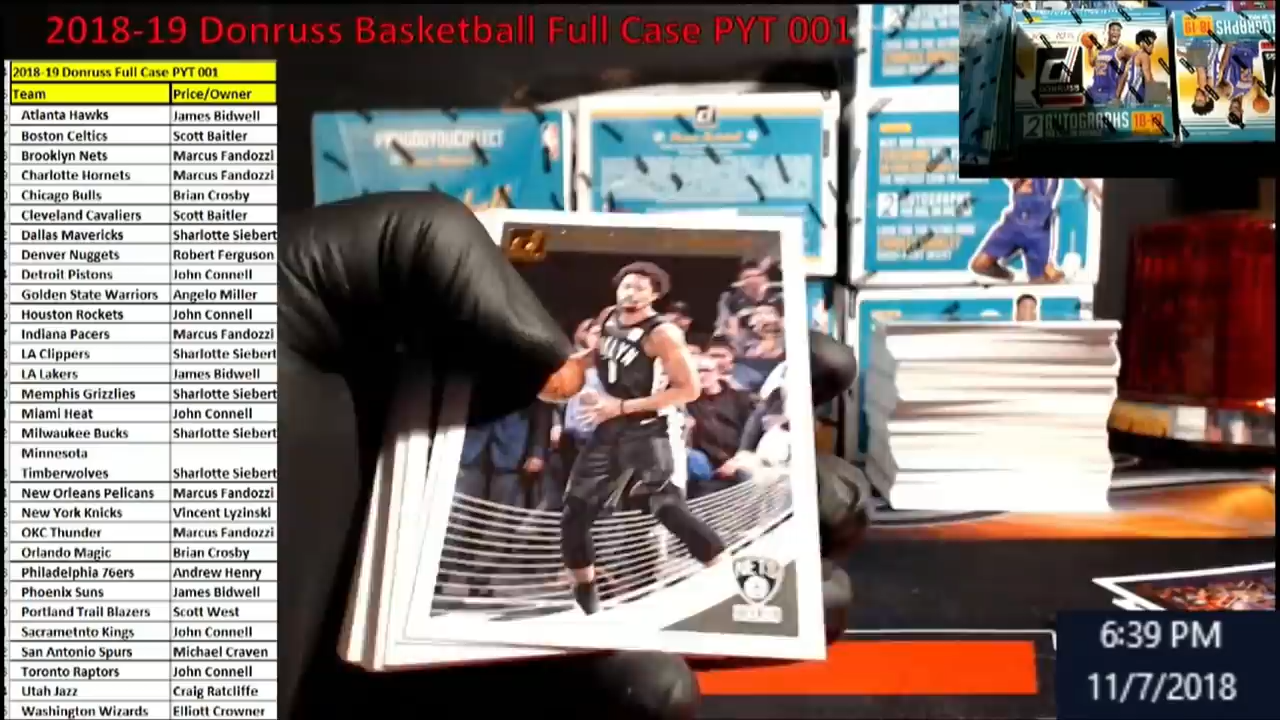 2018-19 Donruss Basketball Full Case PYT 001
2018-19 Donruss Full Case PYT 001
Team Price/Owner
Atlanta Hawks James Bidwell
Boston Celtics Scott Baitler
Brooklyn Nets Marcus Fandozzi
Charlotte Hornets Marcus Fandozzi
Chicago Bulls Brian Crosby
Cleveland Cavaliers Scott Baitler
Dallas Mavericks Sharlotte Siebert
Denver Nuggets Robert Ferguson
Detroit Pistons John Connell
Golden State Warriors Angelo Miller
Houston Rockets John Connell
Indiana Pacers Marcus Fandozzi
LA Clippers Sharlotte Siebert
LA Lakers James Bidwell
Memphis Grizzlies Sharlotte Siebert
Miami Heat John Connell
Milwaukee Bucks Sharlotte Siebert
Minnesota
Timberwolves Sharlotte Siebert
New Orleans Pelicans Marcus Fandozzi
New York Knicks Vincent Lyzinski
OKC Thunder Marcus Fandozzi
Orlando Magic Brian Crosby
Philadelphia 76ers Andrew Henry
Phoenix Suns James Bidwell
Portland Trail Blazers Scott West
Sacrametnto Kings John Connell
San Antonio Spurs Michael Craven
Toronto Raptors John Connell
Utah Jazz Craig Ratcliffe
Washington Wizards Elliott Crowner
2 AUTOGRAPHS 18-19
NETS
6:39 PM
11/7/2018